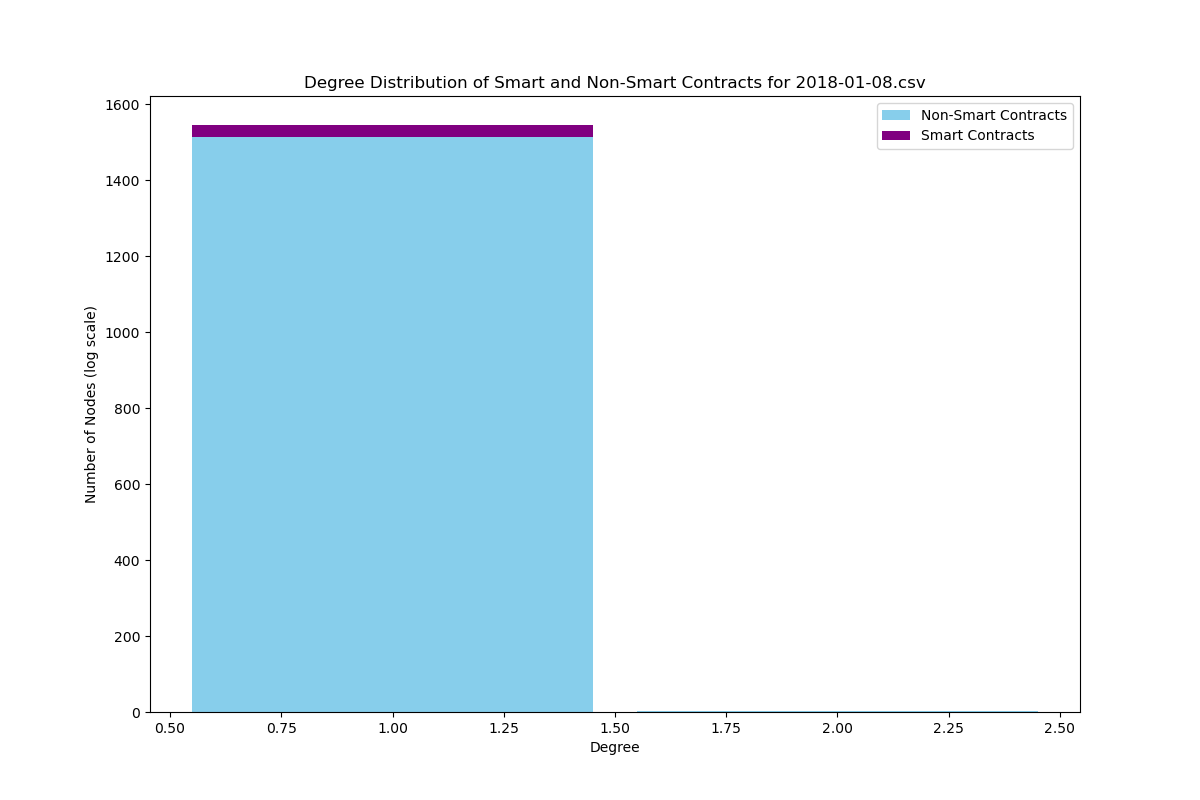 Degree Distribution of Smart and Non-Smart Contracts for 2018-01-08.csv
Non-Smart Contracts
Smart Contracts
Number of Nodes (log scale)
1600
1400
1200
1000
800
600
400
200
0
0.50 0.75 1.00 1.25 1.50 1.75 2.00 2.25 2.50
Degree